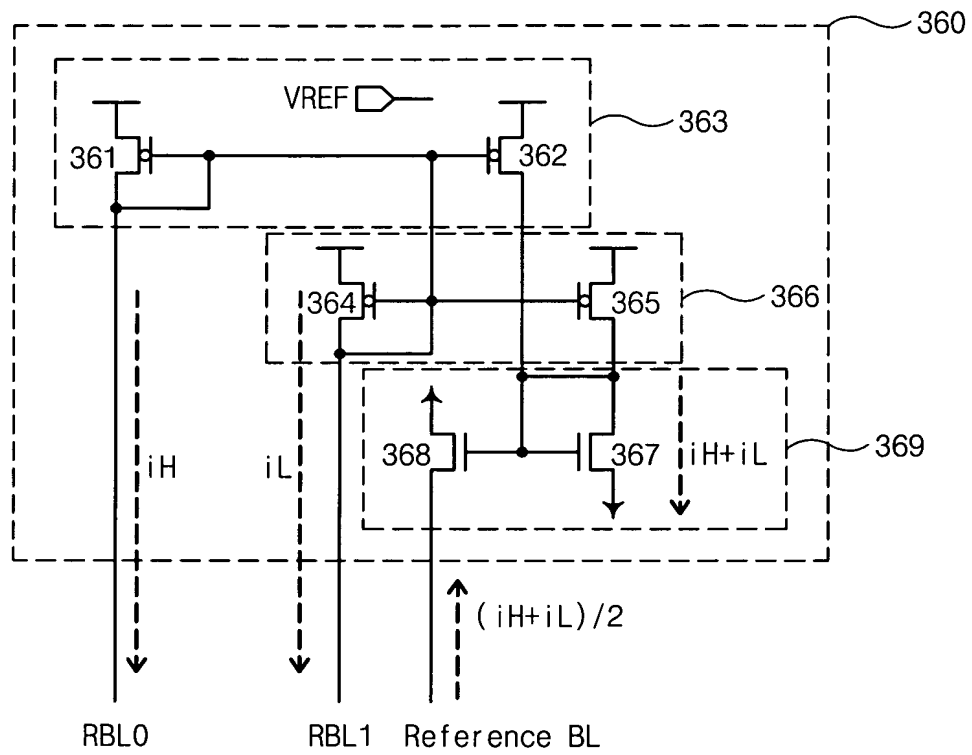 360
VREF
363
361
362
364
365
366
368
367
iH+iL
369
iH
iL
(iH+iL)/2
RBL0
RBL1
Reference BL